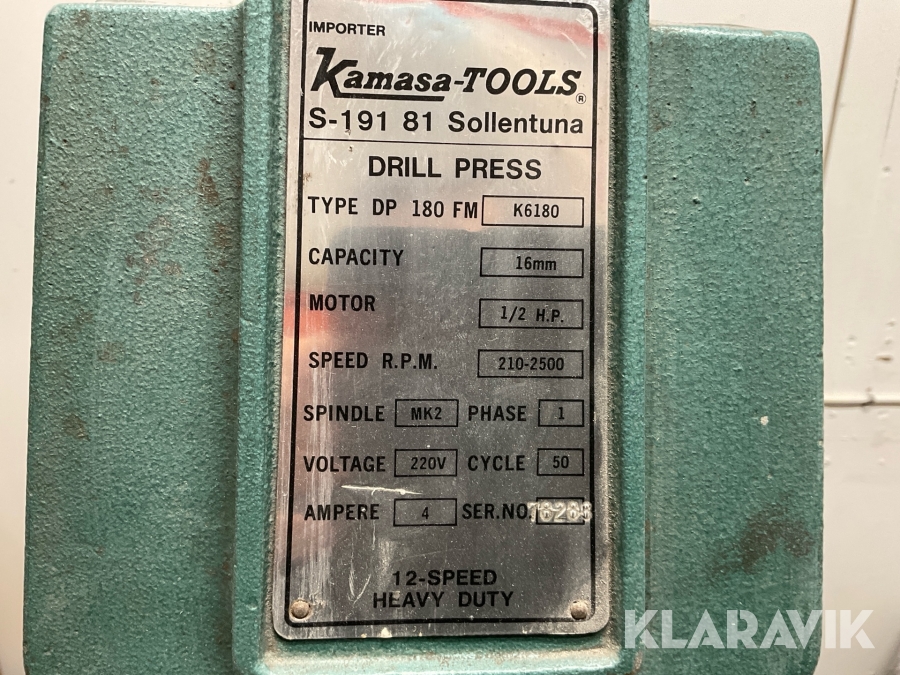 IMPORTER
Kamasa-TOOLS®
S-191 81 Sollentuna
DRILL PRESS
TYPE DP 180 FM K6180
CAPACITY 16mm
MOTOR 1/2 H.P.
SPEED R.P.M. 210-2500
SPINDLE MK2 PHASE 1
VOLTAGE 220V CYCLE 50
AMPERE 4 SER.NO.
12-SPEED
HEAVY DUTY
KLARAVIK